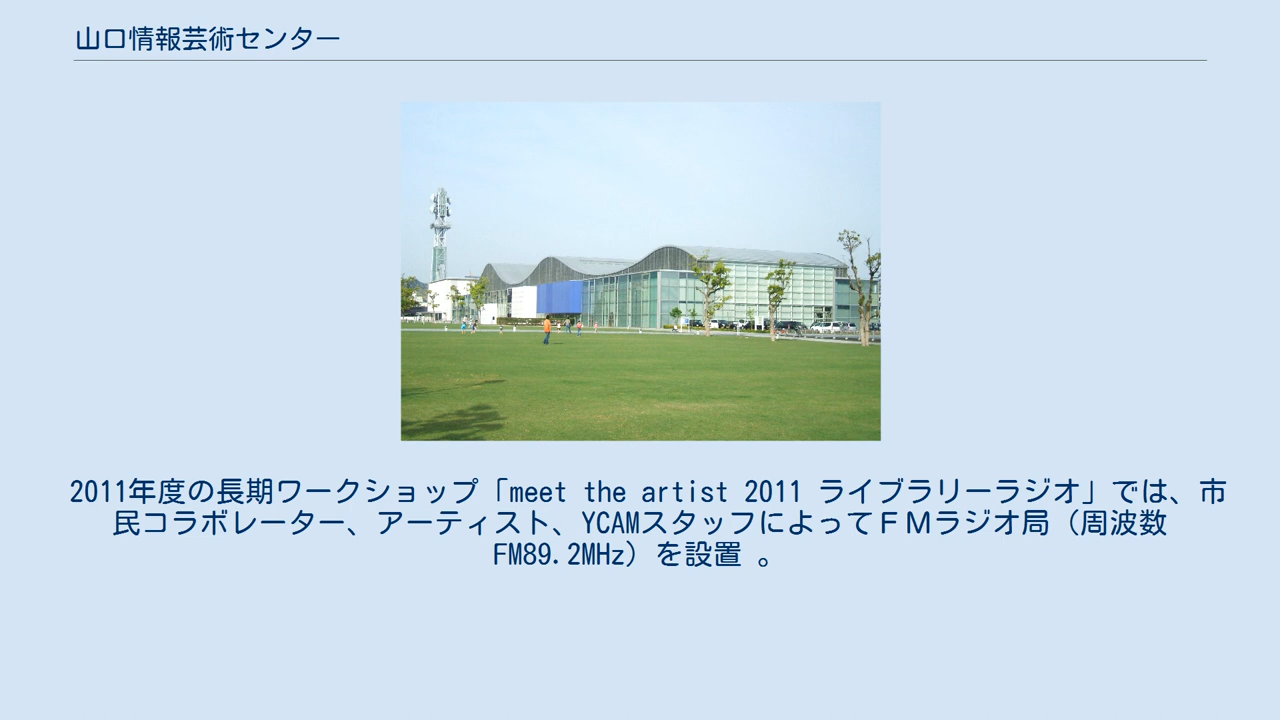 山口情報芸術センター
2011年度の長期ワークショップ「meet the artist 2011 ライブラリーラジオ」では、市
民コラボレーター、アーティスト、YCAMスタッフによってＦＭラジオ局（周波数
FM89.2MHz）を設置 。